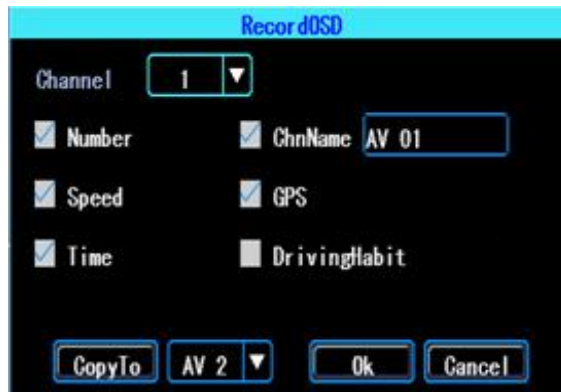 RecordOSD
Channel 1
Number ChnName AV 01
Speed GPS
Time DrivingHabit
CopyTo AV 2 Ok Cancel